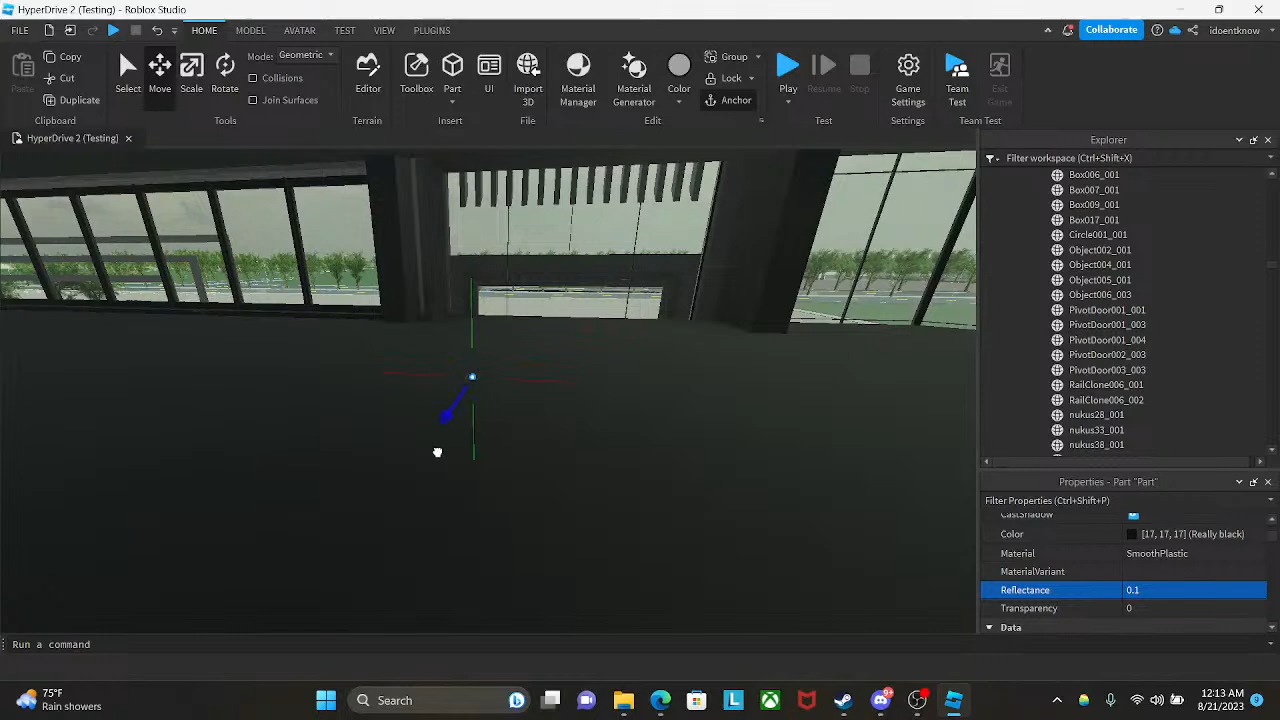 HyperDrive 2 (Testing) - Roblox Studio
FILE HOME MODEL AVATAR TEST VIEW PLUGINS Collaborate idoentknow
Paste Copy Cut Duplicate
Clipboard
Select Move Scale Rotate
Mode: Geometric
Collisions
Join Surfaces
Tools
Editor
Terrain
Toolbox Part UI
Insert
Import 3D
File
Material Manager
Material Generator
Color
Group
Lock
Anchor
Edit
Play Resume Stop
Test
Game Settings
Settings
Team Test
Exit Game
Team Test
HyperDrive 2 (Testing)
Explorer
Filter workspace (Ctrl+Shift+X)
Box006_001
Box007_001
Box009_001
Box017_001
Circle001_001
Object002_001
Object004_001
Object005_001
Object006_003
PivotDoor001_001
PivotDoor001_003
PivotDoor001_004
PivotDoor002_003
PivotDoor003_003
RailClone006_001
RailClone006_002
nukus28_001
nukus33_001
nukus38_001
Properties - Part "Part"
Filter Properties (Ctrl+Shift+P)
CastShadow
Color [17, 17, 17] (Really black)
Material SmoothPlastic
MaterialVariant
Reflectance 0.1
Transparency 0
Data
Run a command
75°F
Rain showers
Search
L
9+
12:13 AM
8/21/2023
9